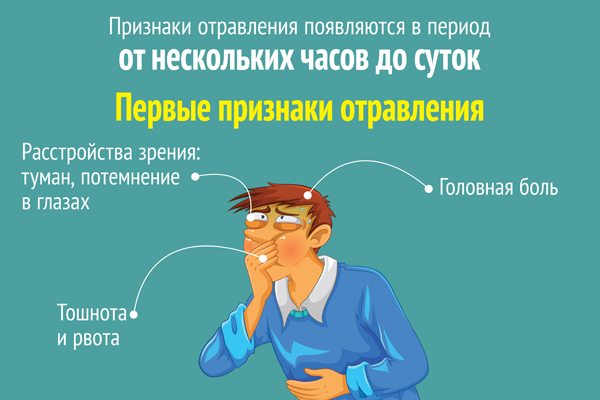 Признаки отравления появляются в период
от нескольких часов до суток
Первые признаки отравления
Расстройства зрения:
туман, потемнение
в глазах
Головная боль
Тошнота
и рвота